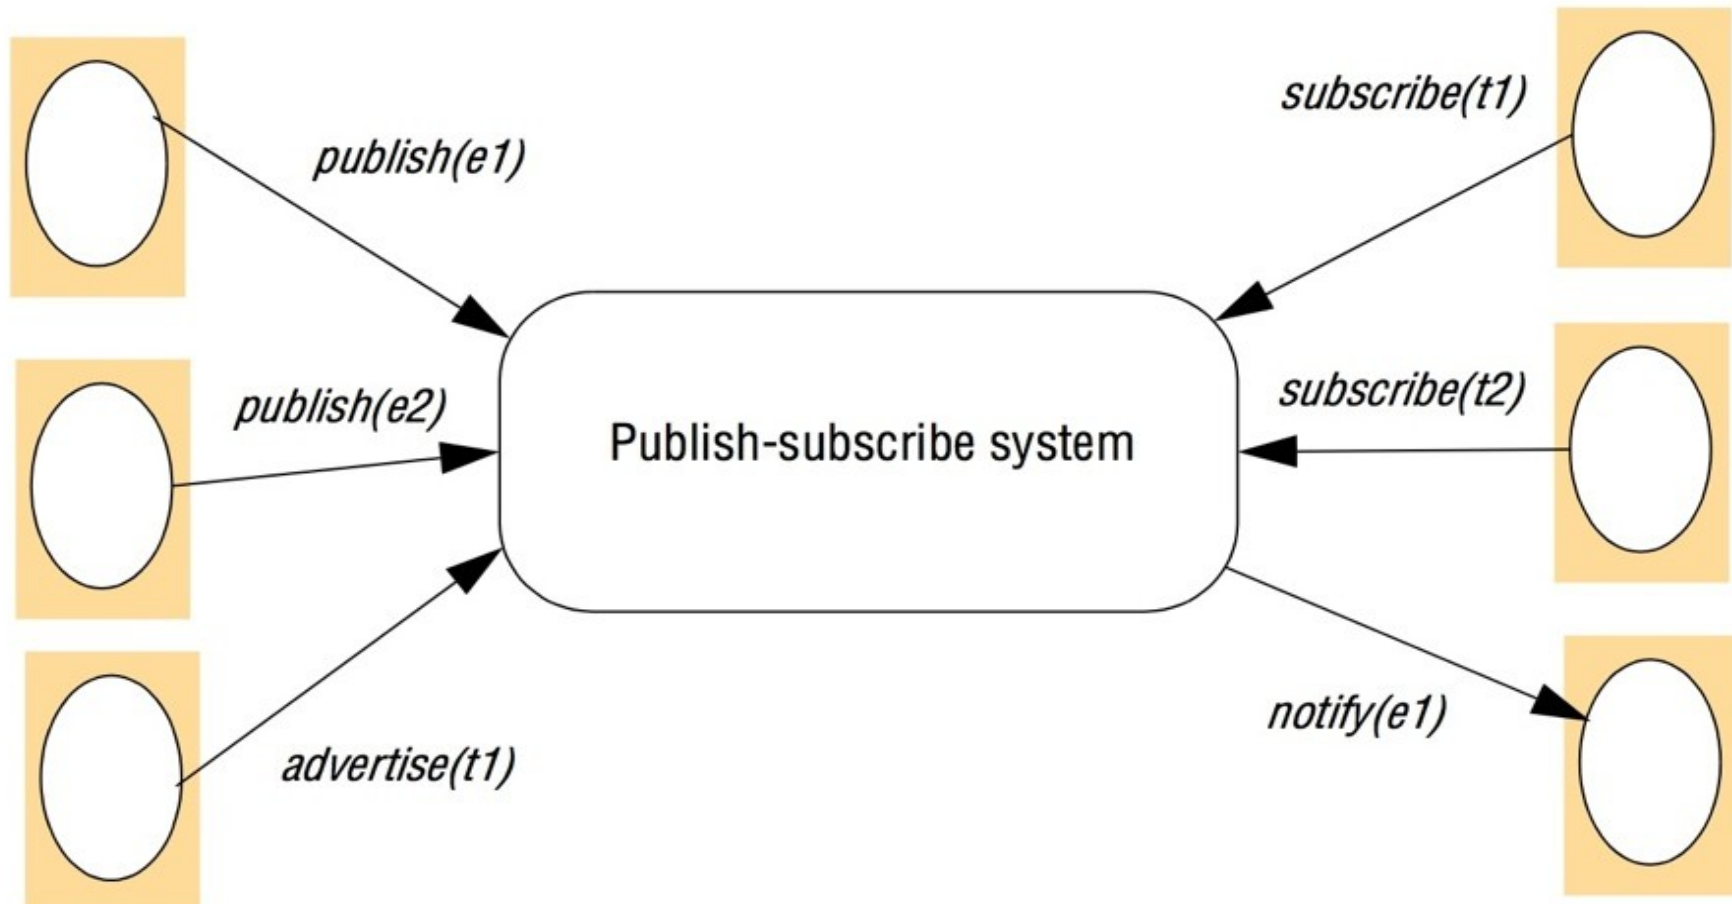 publish(e1)
publish(e2)
advertise(t1)
Publish-subscribe system
subscribe(t1)
subscribe(t2)
notify(e1)